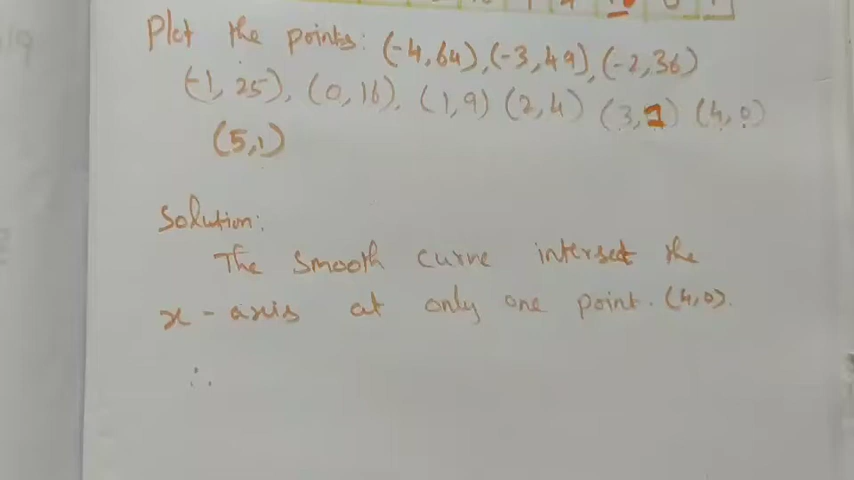 Plot the points: (-4,64), (-3,49), (-2,36)
(-1, 25), (0,16), (1,9) (2,4) (3,1) (4,0)
(5,1)
Solution:
The smooth curve intersect the
x-axis at only one point. (4,0).
∴